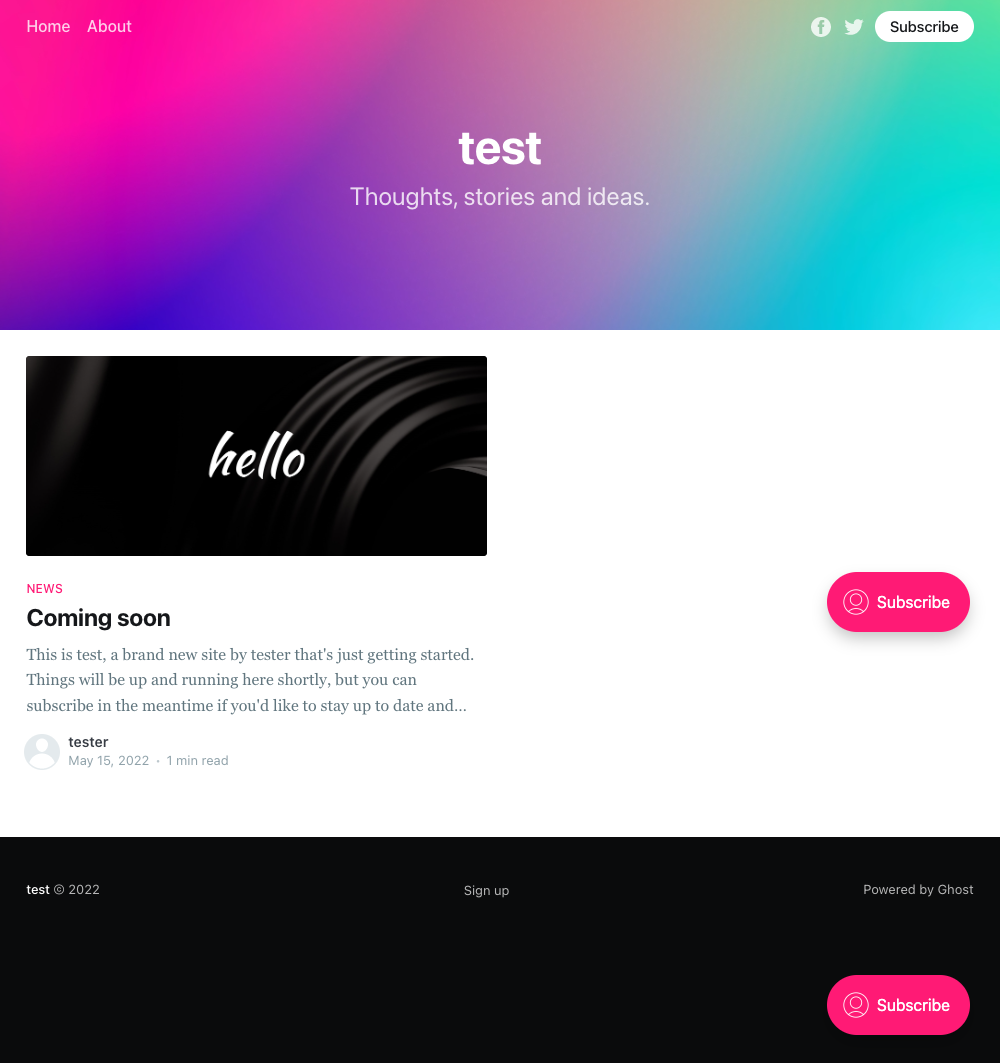 Home About
Subscribe
test
Thoughts, stories and ideas.
hello
NEWS
Coming soon
This is test, a brand new site by tester that's just getting started.
Things will be up and running here shortly, but you can
subscribe in the meantime if you'd like to stay up to date and...
tester
May 15, 2022 • 1 min read
Subscribe
test © 2022
Sign up
Powered by Ghost
Subscribe